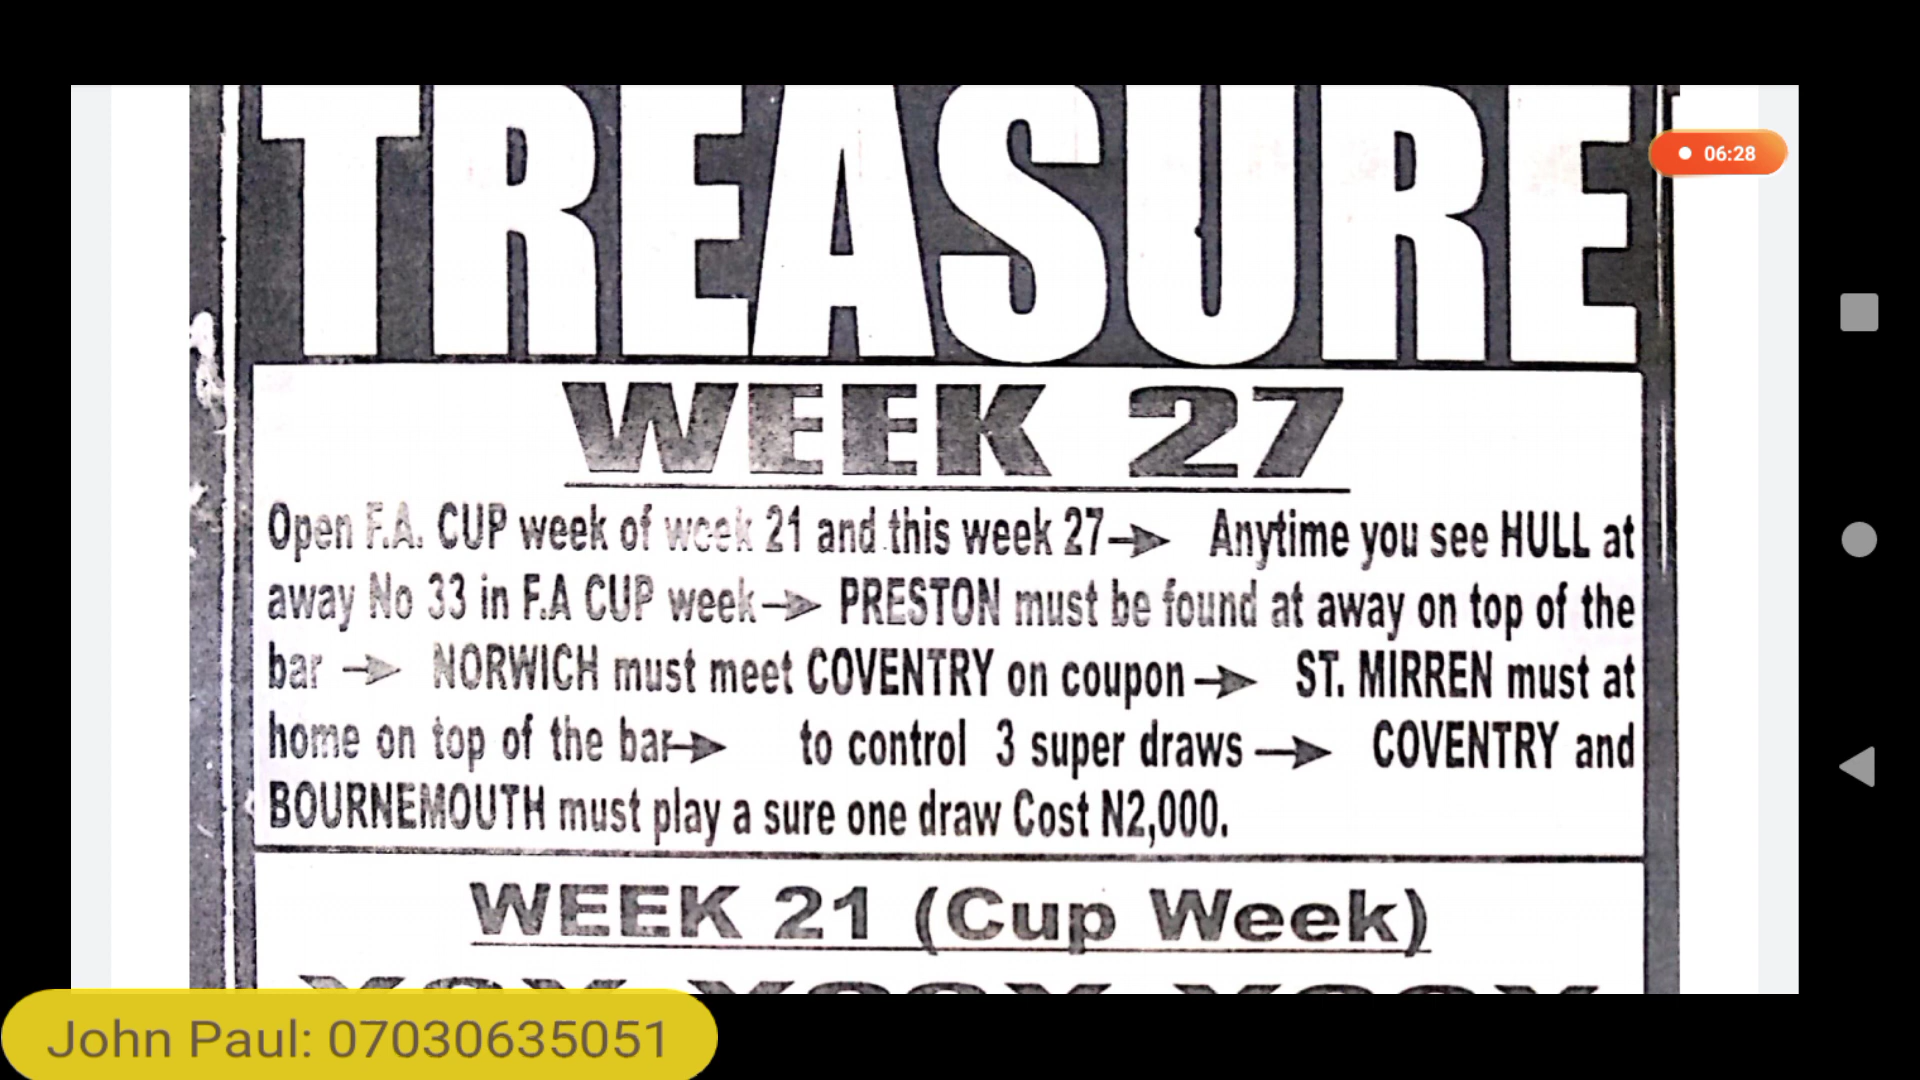 TREASURE
06:28
WEEK 27
Open F.A. CUP week of week 21 and this week 27→ Anytime you see HULL at
away No 33 in F.A CUP week→ PRESTON must be found at away on top of the
bar → NORWICH must meet COVENTRY on coupon→ ST. MIRREN must at
home on top of the bar→ to control 3 super draws→ COVENTRY and
BOURNEMOUTH must play a sure one draw Cost N2,000.
WEEK 21 (Cup Week)
John Paul: 07030635051